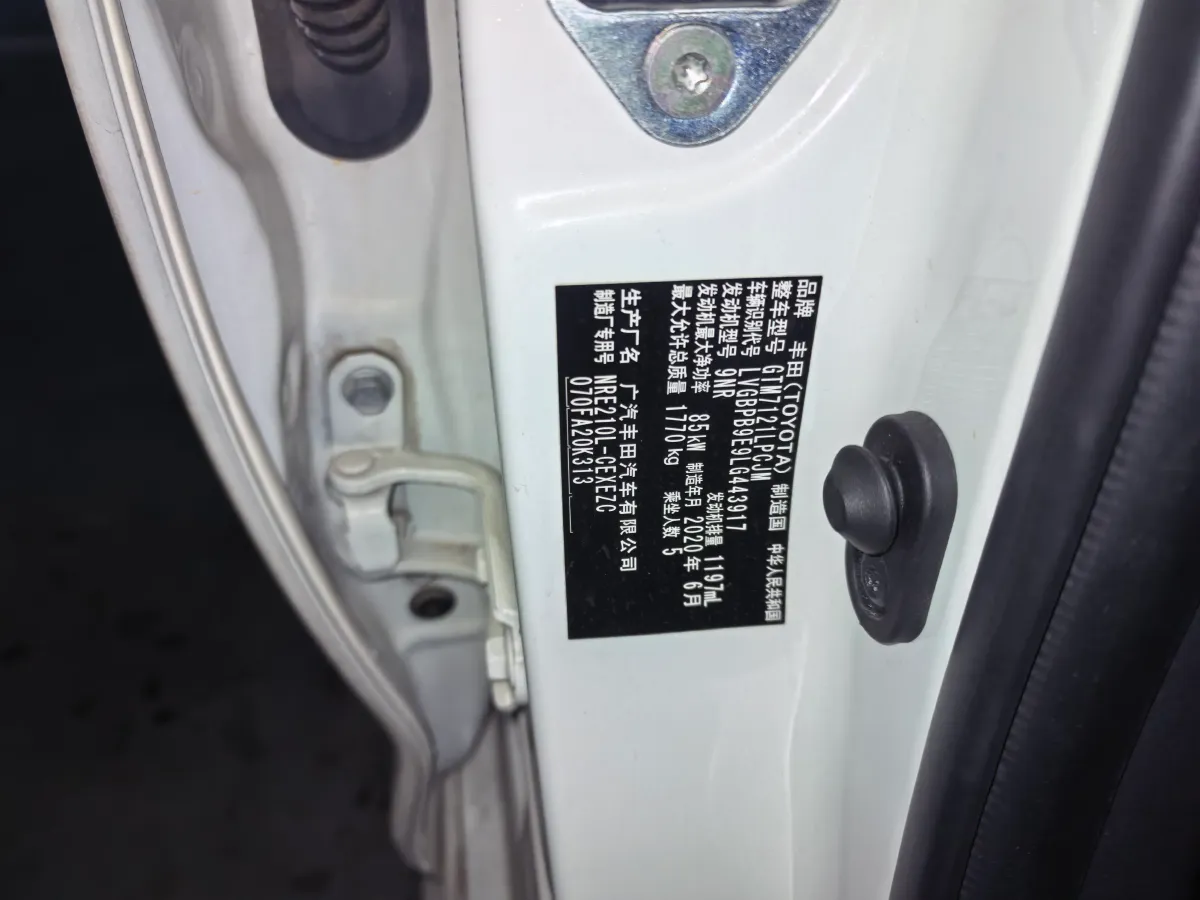 品牌 丰田(TOYOTA) 制造国 中华人民共和国
整车型号 GTM7121LPCJM
车辆识别代号 LVGBPB9E9LG443917
发动机型号 9NR 发动机排量 1197mL
发动机最大净功率 85kW 制造年月 2020年 6月
最大允许总质量 1770kg 乘坐人数 5
生产厂名 广汽丰田汽车有限公司
制造厂专用号 NRE210L-CEXEZC
070FA20K313